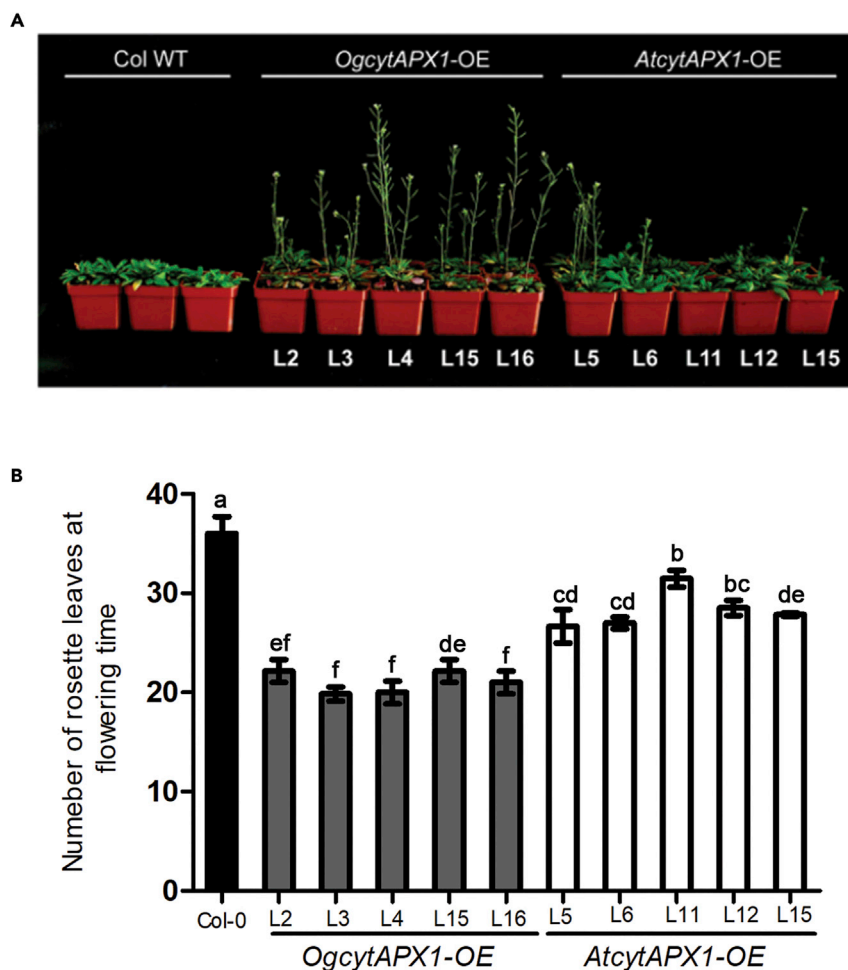 A
Col WT OgcytAPX1-OE AtcytAPX1-OE
L2 L3 L4 L15 L16 L5 L6 L11 L12 L15
B
Numeber of rosette leaves at
flowering time
40
30
20
10
0
a
ef
f
f
de
f
cd
cd
b
bc
de
Col-0 L2 L3 L4 L15 L16 L5 L6 L11 L12 L15
OgcytAPX1-OE AtcytAPX1-OE